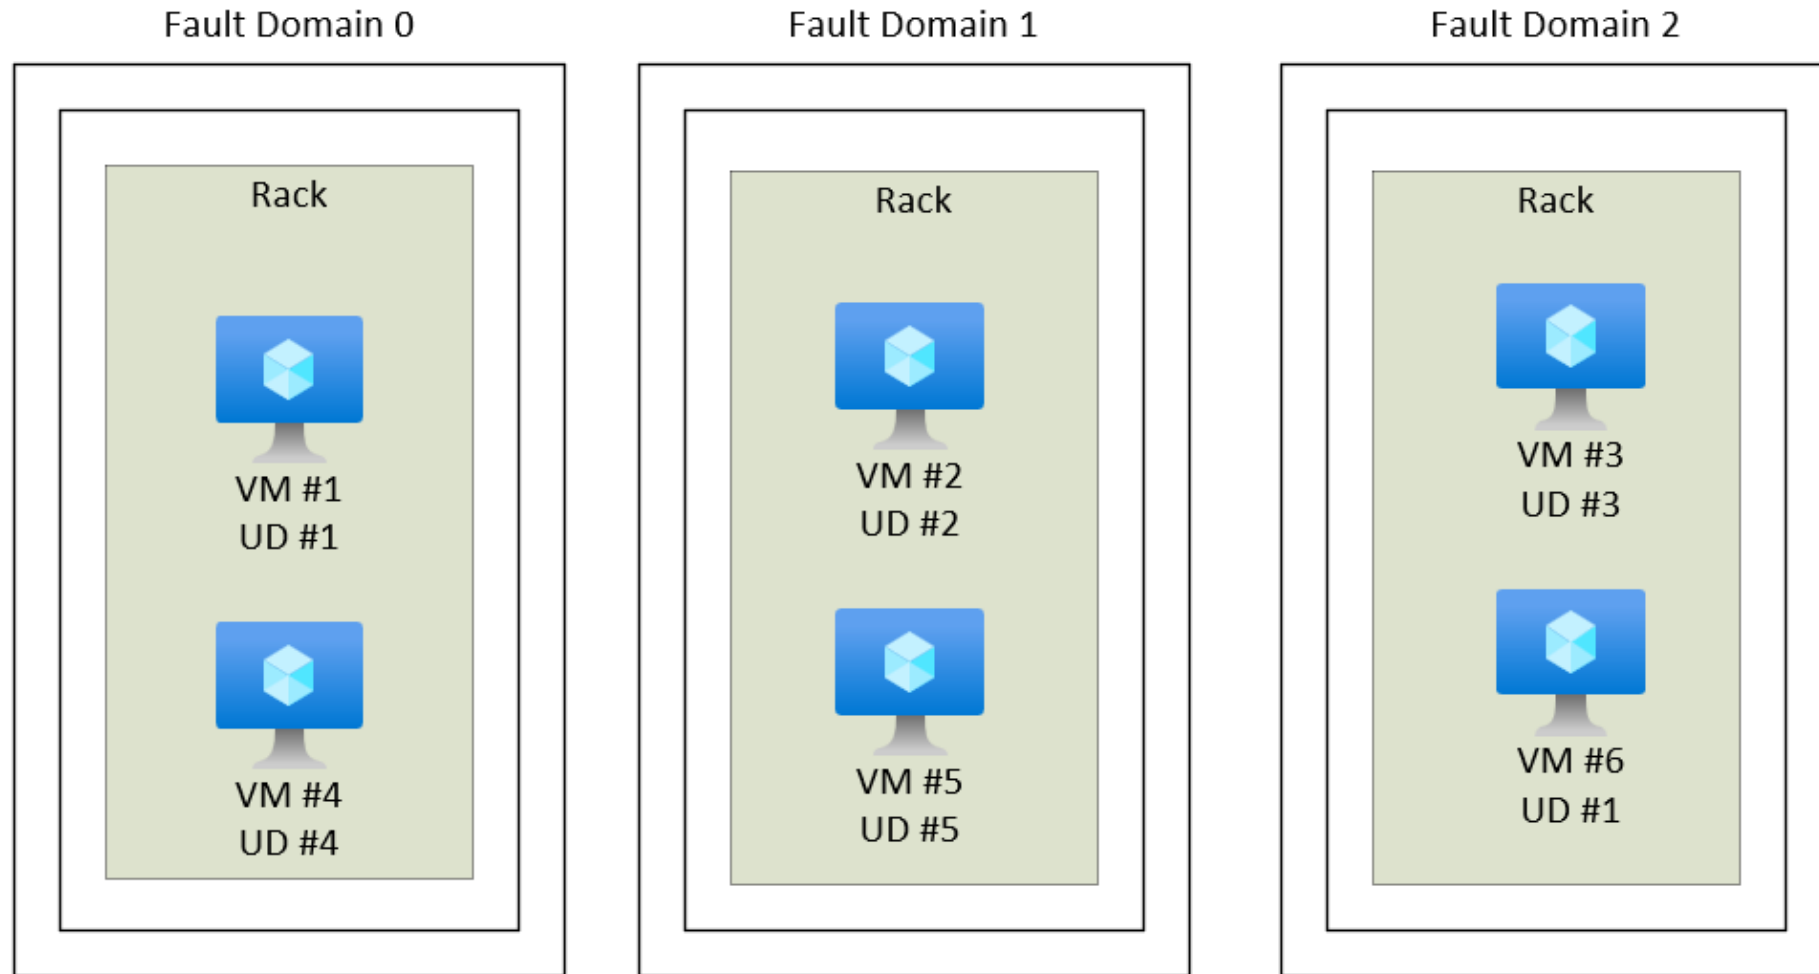 Fault Domain 0
Rack
VM #1
UD #1
VM #4
UD #4
Fault Domain 1
Rack
VM #2
UD #2
VM #5
UD #5
Fault Domain 2
Rack
VM #3
UD #3
VM #6
UD #1